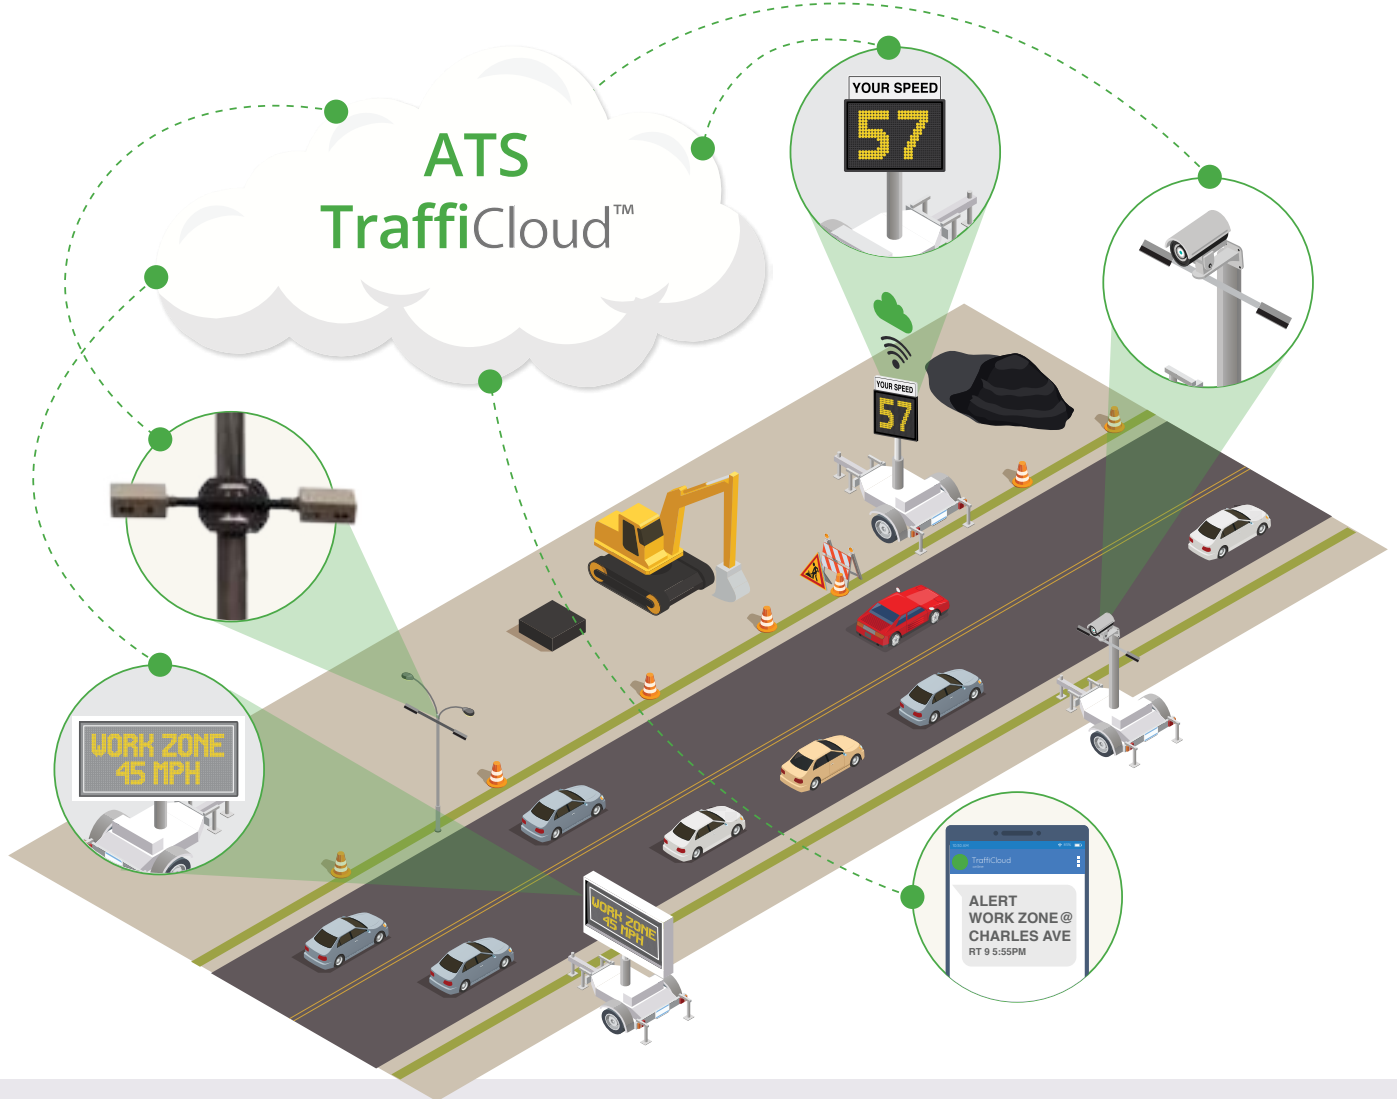 ATS
TraffiCloud™
YOUR SPEED
57
YOUR SPEED
57
WORK ZONE
45 MPH
WORK ZONE
45 MPH
TraffiCloud
ALERT
WORK ZONE @
CHARLES AVE
RT 9 5:55PM